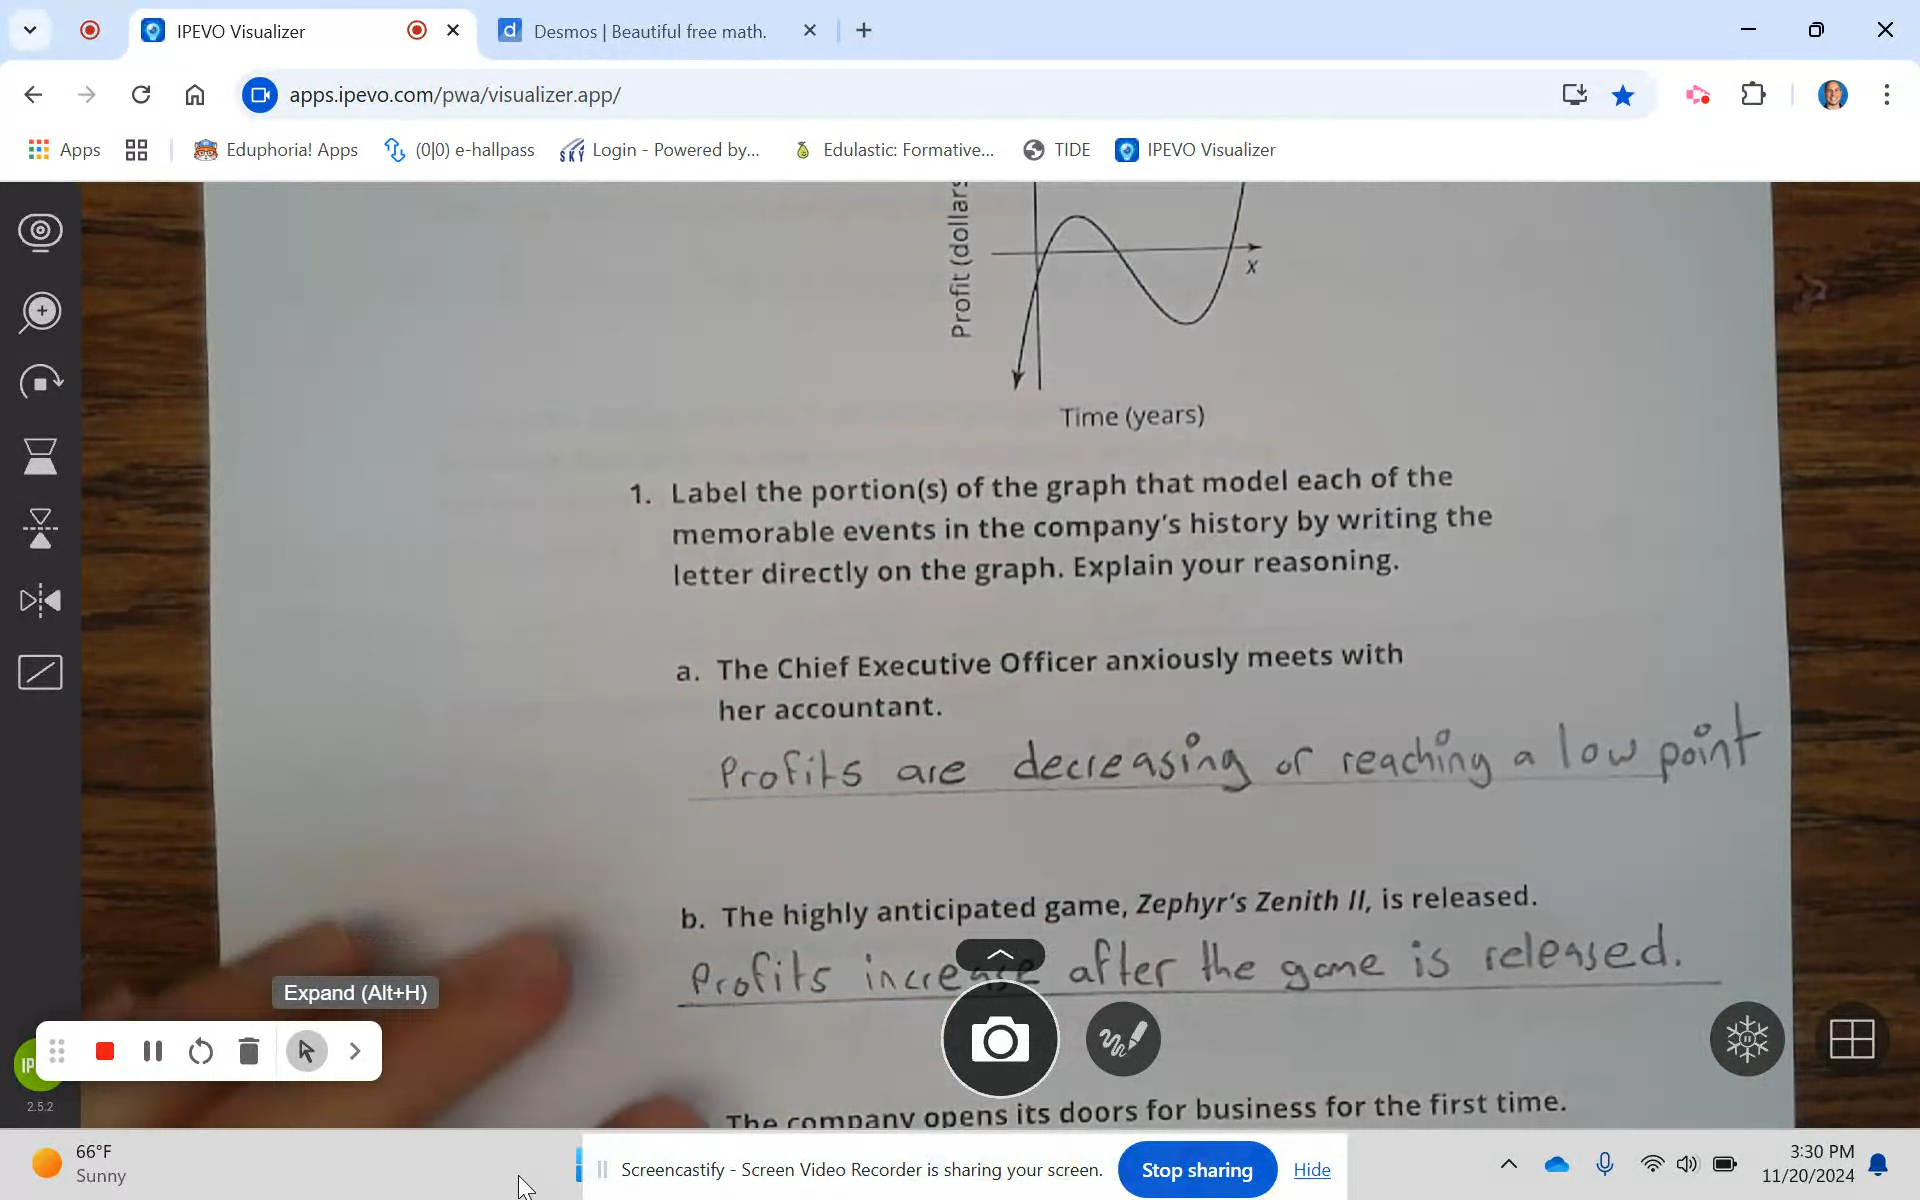 IPEVO Visualizer
Desmos | Beautiful free math.
apps.ipevo.com/pwa/visualizer.app/
Apps
Eduphoria! Apps
(0|0) e-hallpass
SKY
Login - Powered by...
Edulastic: Formative...
TIDE
IPEVO Visualizer
Profit (dollars
x
Time (years)
1. Label the portion(s) of the graph that model each of the
memorable events in the company's history by writing the
letter directly on the graph. Explain your reasoning.
a. The Chief Executive Officer anxiously meets with
her accountant.
Profits are decreasing or reaching a low point
b. The highly anticipated game, Zephyr's Zenith II, is released.
Profits increase after the game is released.
The company opens its doors for business for the first time.
Expand (Alt+H)
2.5.2
66°F
Sunny
Screencastify - Screen Video Recorder is sharing your screen.
Stop sharing
Hide
3:30 PM
11/20/2024